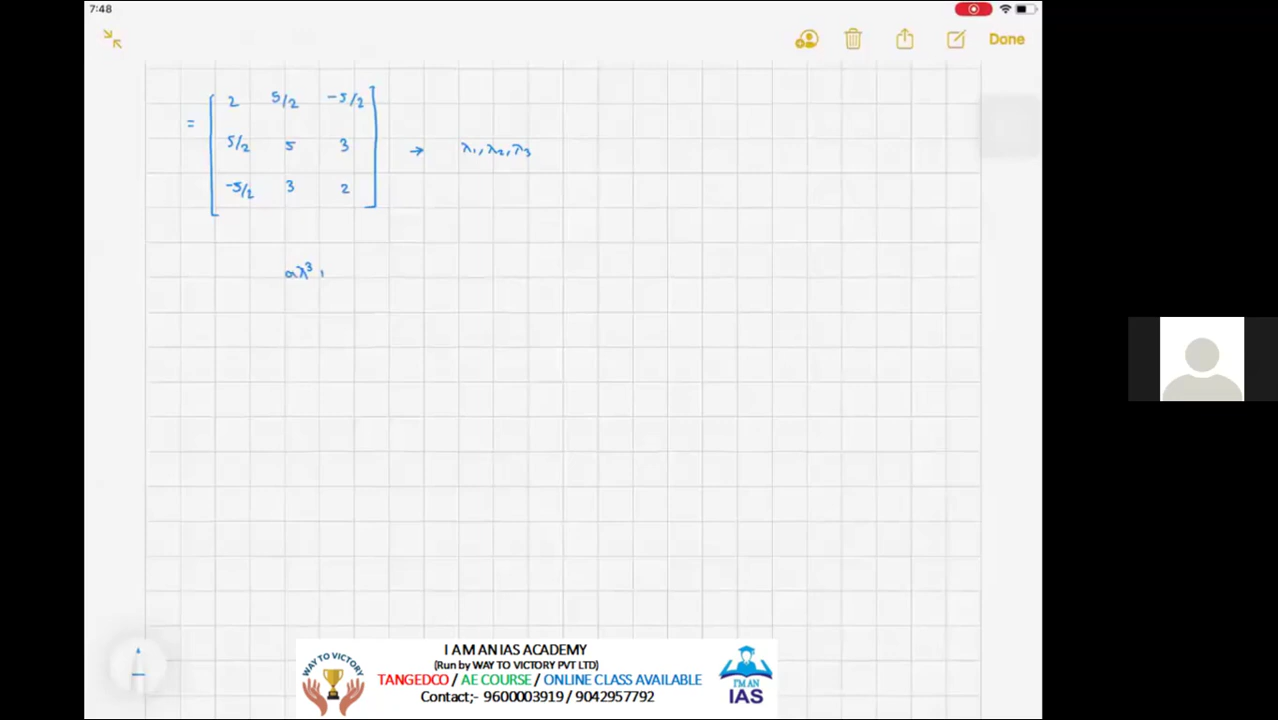 7:48
Done
= [ 2 5/2 -5/2
5/2 5 3
-5/2 3 2 ] → λ1, λ2, λ3
aλ³
I A M AN IAS ACADEMY
(Run by WAY TO VICTORY PVT LTD)
TANGEDCO / AE COURSE / ONLINE CLASS AVAILABLE
Contact;- 9600003919 / 9042957792
WAY TO VICTORY
I'M AN
IAS